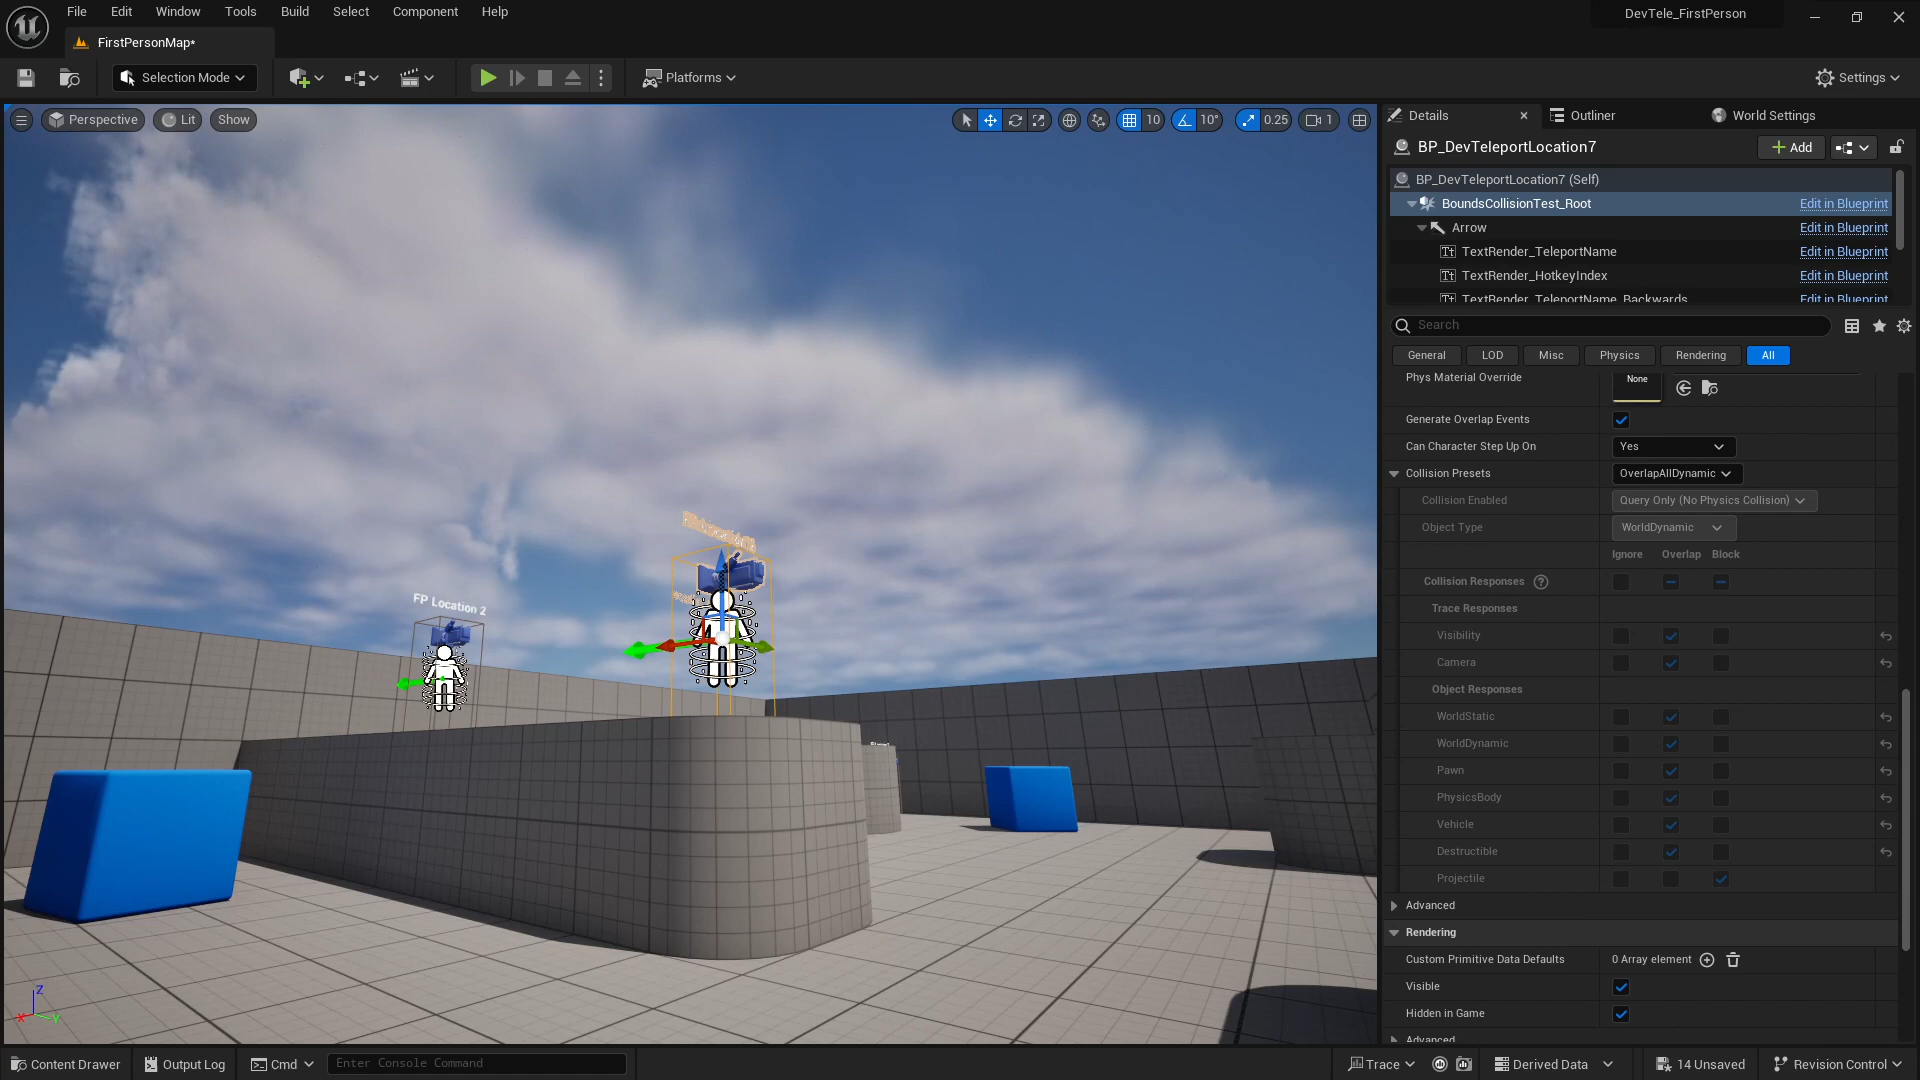 File Edit Window Tools Build Select Component Help
DevTele_FirstPerson
FirstPersonMap*
Selection Mode
Platforms
Settings
Perspective
Lit
Show
10
10°
0.25
1
FP Location 2
Details
Outliner
World Settings
BP_DevTeleportLocation7
Add
BP_DevTeleportLocation7 (Self)
BoundsCollisionTest_Root Edit in Blueprint
Arrow Edit in Blueprint
TextRender_TeleportName Edit in Blueprint
TextRender_HotkeyIndex Edit in Blueprint
TextRender_TeleportName_Backwards Edit in Blueprint
Search
General LOD Misc Physics Rendering All
Phys Material Override None
Generate Overlap Events
Can Character Step Up On Yes
Collision Presets OverlapAllDynamic
Collision Enabled Query Only (No Physics Collision)
Object Type WorldDynamic
Ignore Overlap Block
Collision Responses ?
Trace Responses
Visibility
Camera
Object Responses
WorldStatic
WorldDynamic
Pawn
PhysicsBody
Vehicle
Destructible
Projectile
Advanced
Rendering
Custom Primitive Data Defaults 0 Array element
Visible
Hidden in Game
Advanced
Z
X
Y
Content Drawer
Output Log
Cmd
Enter Console Command
Trace
Derived Data
14 Unsaved
Revision Control